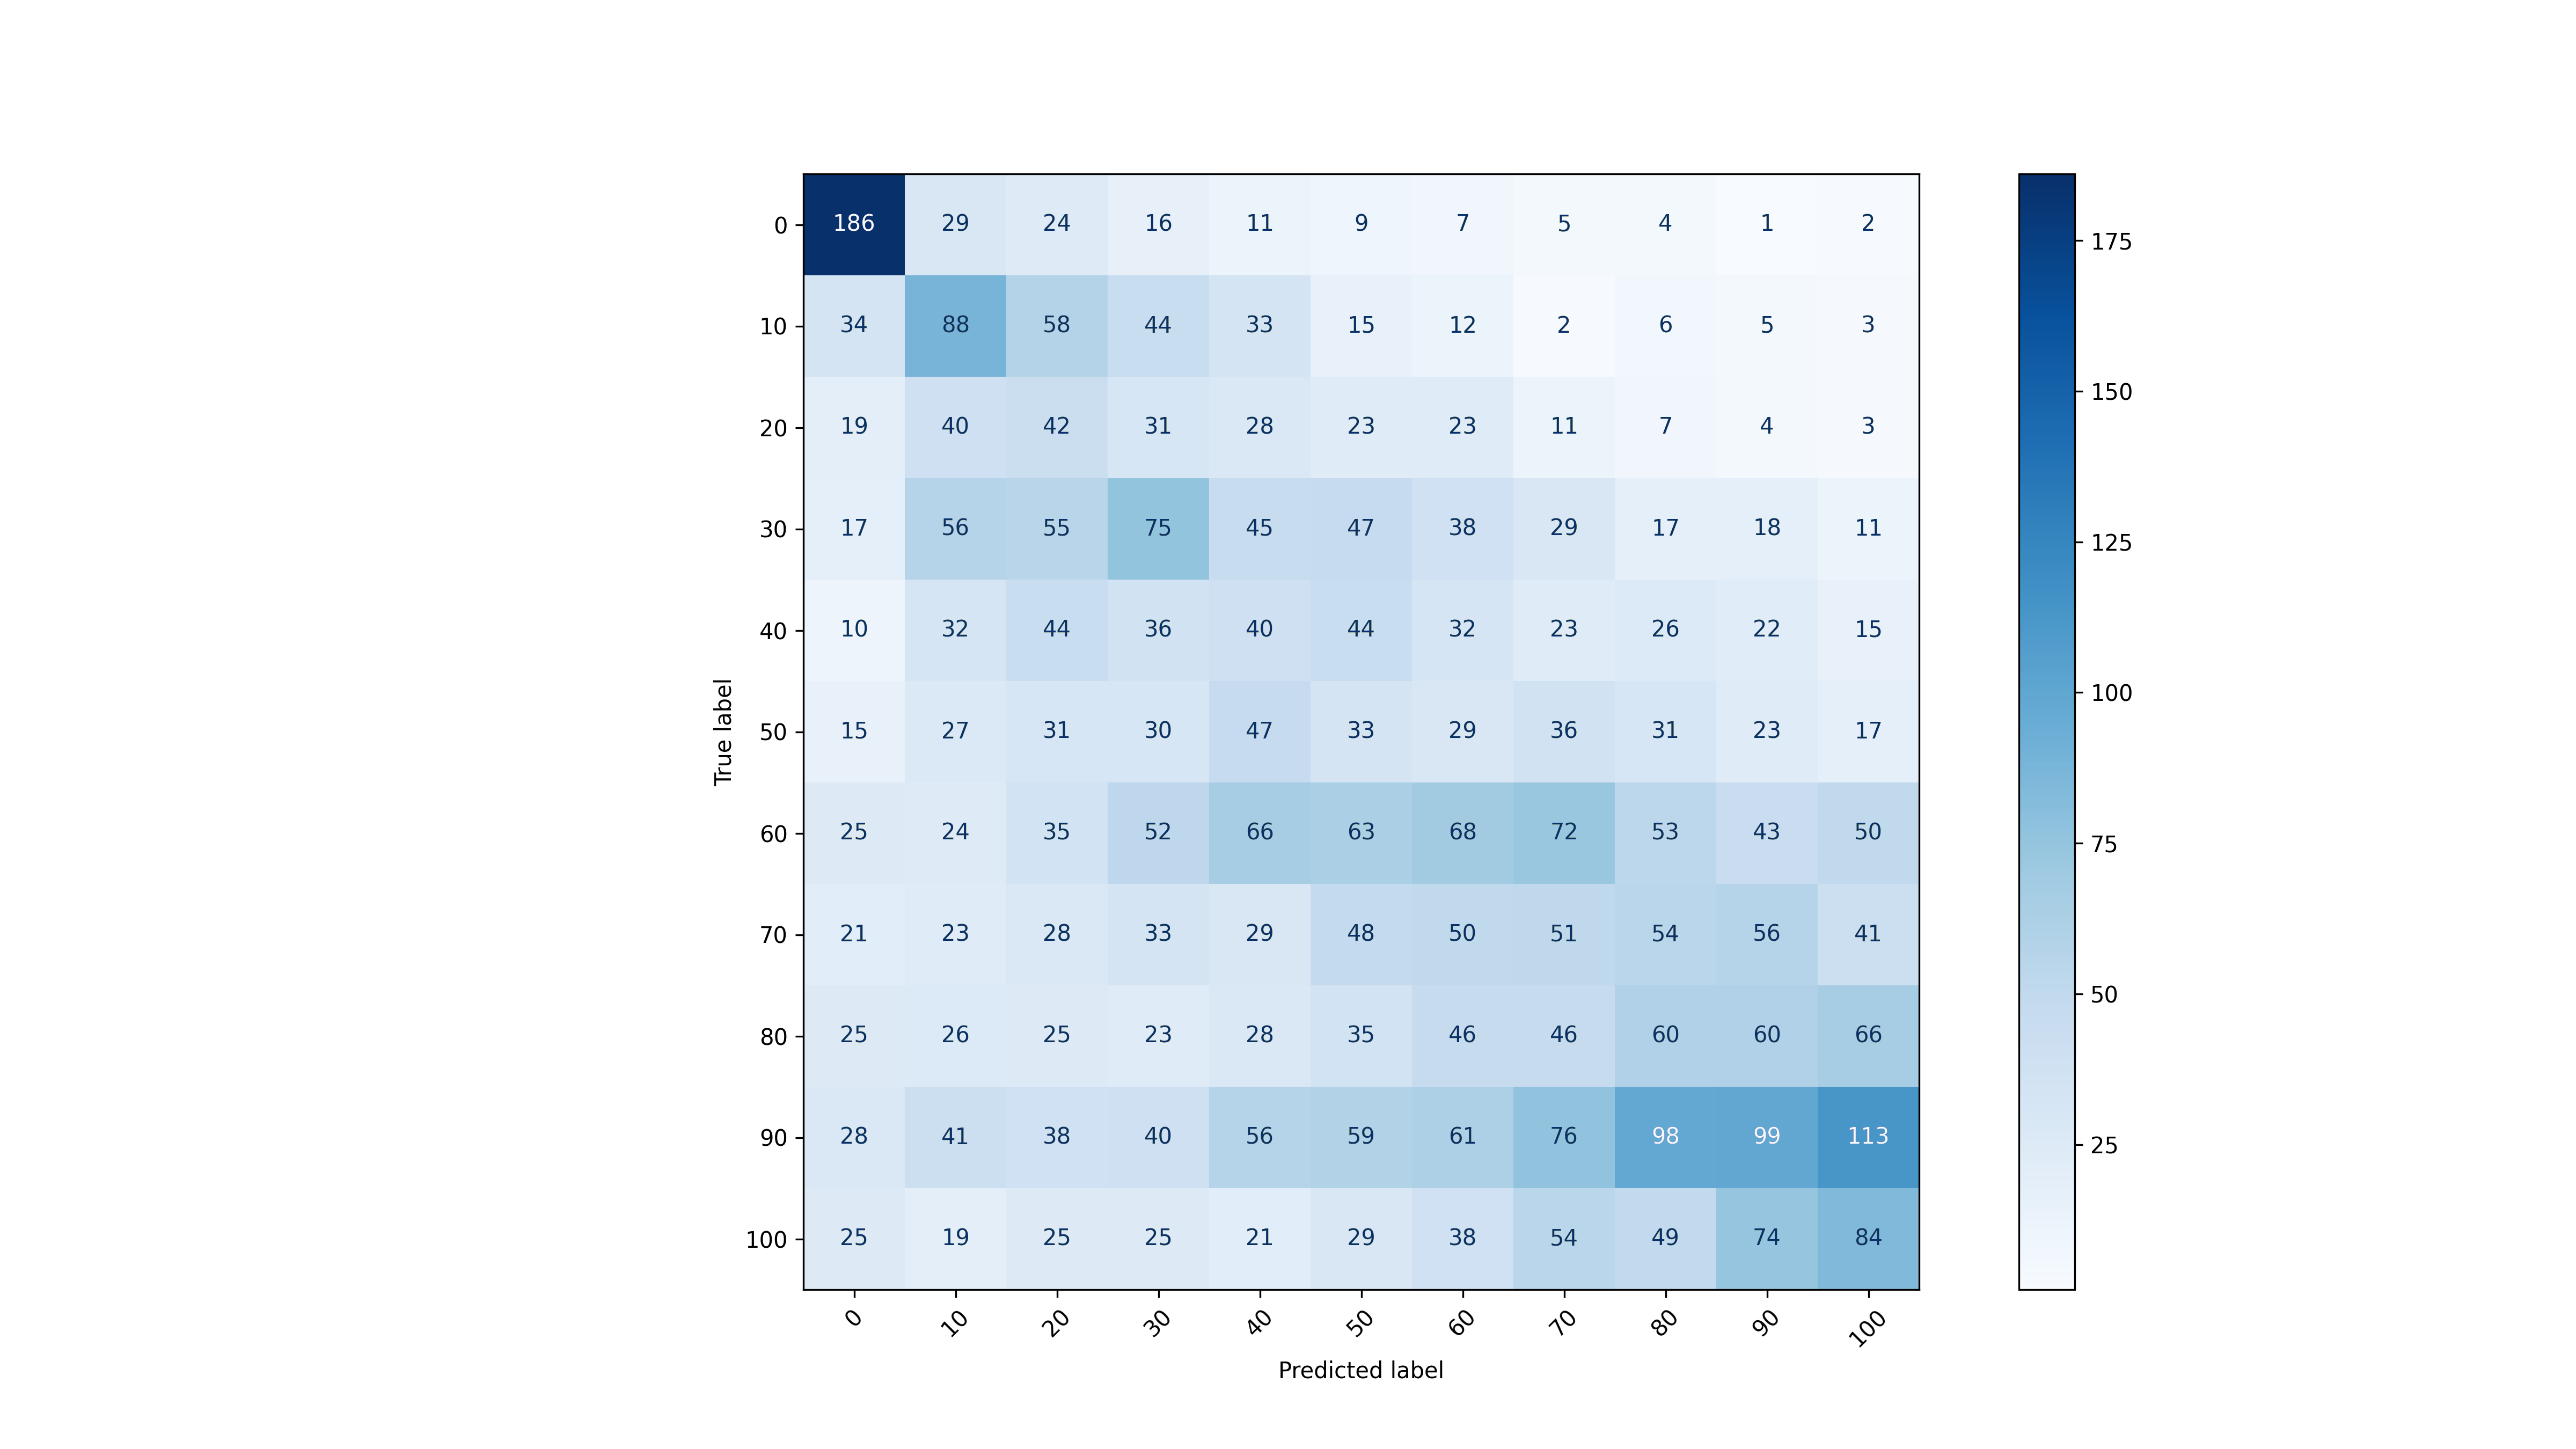 0 186 29 24 16 11 9 7 5 4 1 2
10 34 88 58 44 33 15 12 2 6 5 3
20 19 40 42 31 28 23 23 11 7 4 3
30 17 56 55 75 45 47 38 29 17 18 11
40 10 32 44 36 40 44 32 23 26 22 15
50 15 27 31 30 47 33 29 36 31 23 17
60 25 24 35 52 66 63 68 72 53 43 50
70 21 23 28 33 29 48 50 51 54 56 41
80 25 26 25 23 28 35 46 46 60 60 66
90 28 41 38 40 56 59 61 76 98 99 113
100 25 19 25 25 21 29 38 54 49 74 84
0 10 20 30 40 50 60 70 80 90 100
Predicted label
True label
175
150
125
100
75
50
25